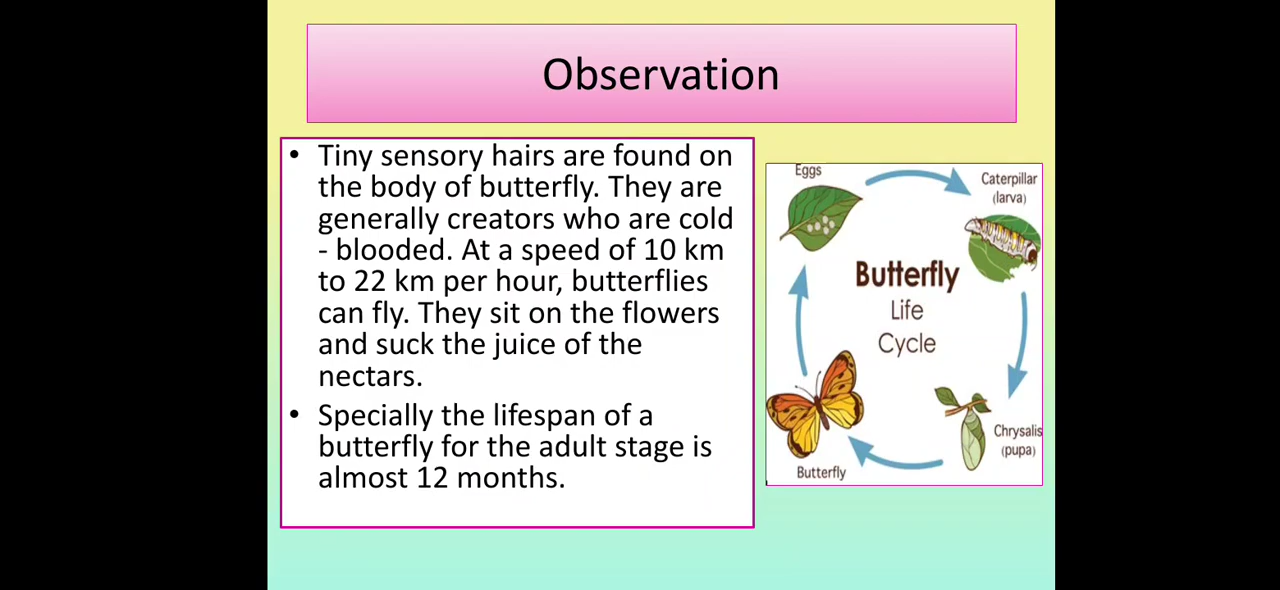 Observation
• Tiny sensory hairs are found on
the body of butterfly. They are
generally creators who are cold
- blooded. At a speed of 10 km
to 22 km per hour, butterflies
can fly. They sit on the flowers
and suck the juice of the
nectars.
• Specially the lifespan of a
butterfly for the adult stage is
almost 12 months.
Eggs
Caterpillar
(larva)
Butterfly
Life
Cycle
Chrysalis
(pupa)
Butterfly